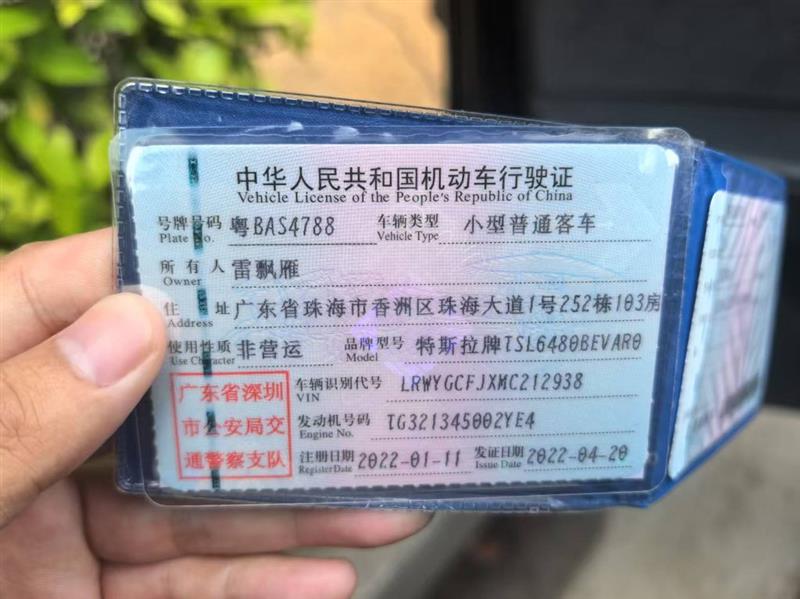 中华人民共和国机动车行驶证
Vehicle License of the People's Republic of China
号牌号码 粤BAS4788 车辆类型 小型普通客车
Plate No. Vehicle Type
所有人 雷飘雁
Owner
住址 广东省珠海市香洲区珠海大道1号252栋103房
Address
使用性质 非营运 品牌型号 特斯拉牌TSL6480BEVAR0
Use Character Model
广东省深圳
市公安局交
通警察支队
车辆识别代号 LRWYGCFJXMC212938
VIN
发动机号码 TG321345002YE4
Engine No.
注册日期 2022-01-11 发证日期 2022-04-20
Register Date Issue Date